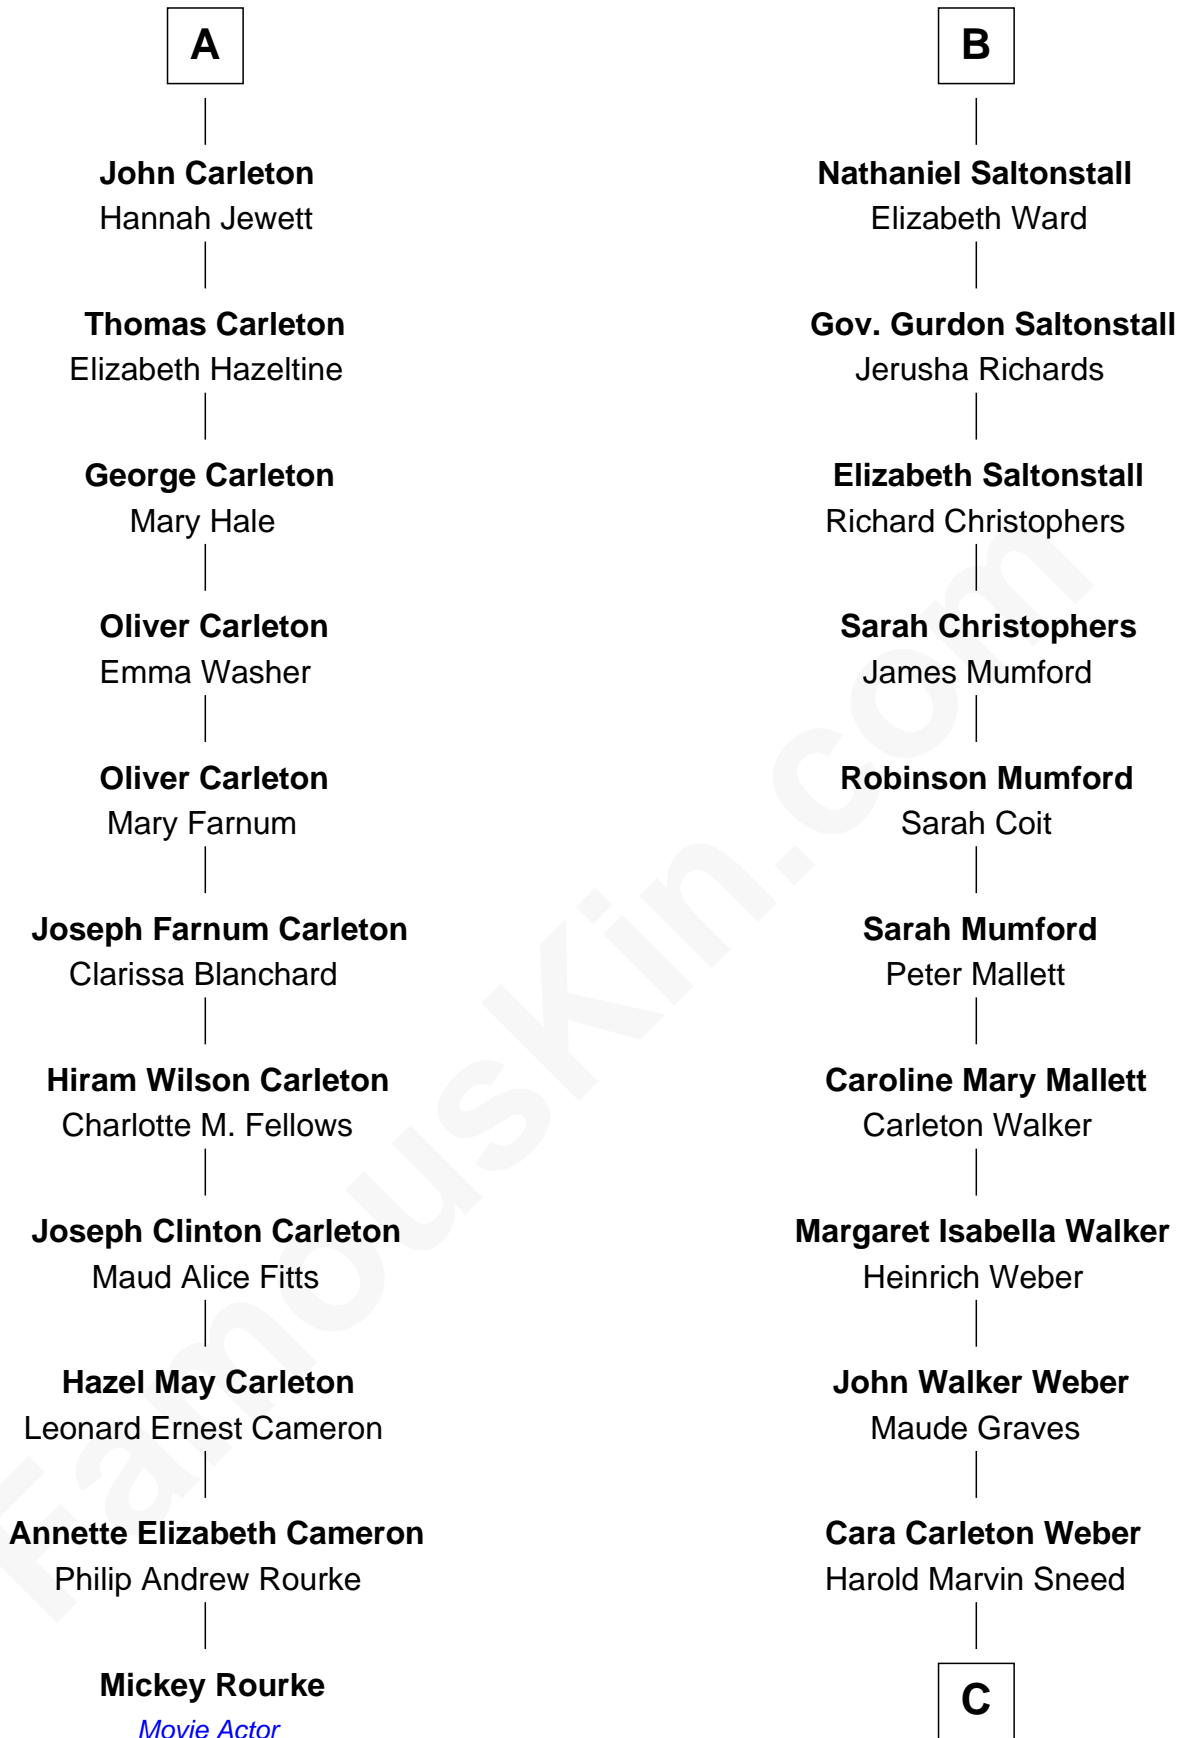 A
John Carleton
Hannah Jewett
Thomas Carleton
Elizabeth Hazeltine
George Carleton
Mary Hale
Oliver Carleton
Emma Washer
Oliver Carleton
Mary Farnum
Joseph Farnum Carleton
Clarissa Blanchard
Hiram Wilson Carleton
Charlotte M. Fellows
Joseph Clinton Carleton
Maud Alice Fitts
Hazel May Carleton
Leonard Ernest Cameron
Annette Elizabeth Cameron
Philip Andrew Rourke
Mickey Rourke
Movie Actor
B
Nathaniel Saltonstall
Elizabeth Ward
Gov. Gurdon Saltonstall
Jerusha Richards
Elizabeth Saltonstall
Richard Christophers
Sarah Christophers
James Mumford
Robinson Mumford
Sarah Coit
Sarah Mumford
Peter Mallett
Caroline Mary Mallett
Carleton Walker
Margaret Isabella Walker
Heinrich Weber
John Walker Weber
Maude Graves
Cara Carleton Weber
Harold Marvin Sneed
C
FamousKin.com